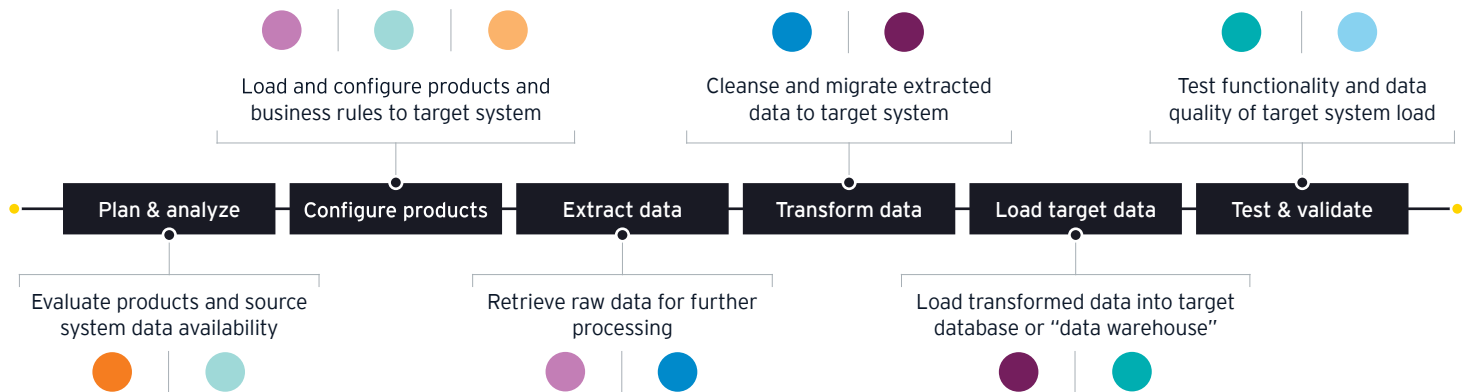 Load and configure products and
business rules to target system
Cleanse and migrate extracted
data to target system
Test functionality and data
quality of target system load
Plan & analyze
Configure products
Extract data
Transform data
Load target data
Test & validate
Evaluate products and source
system data availability
Retrieve raw data for further
processing
Load transformed data into target
database or “data warehouse”